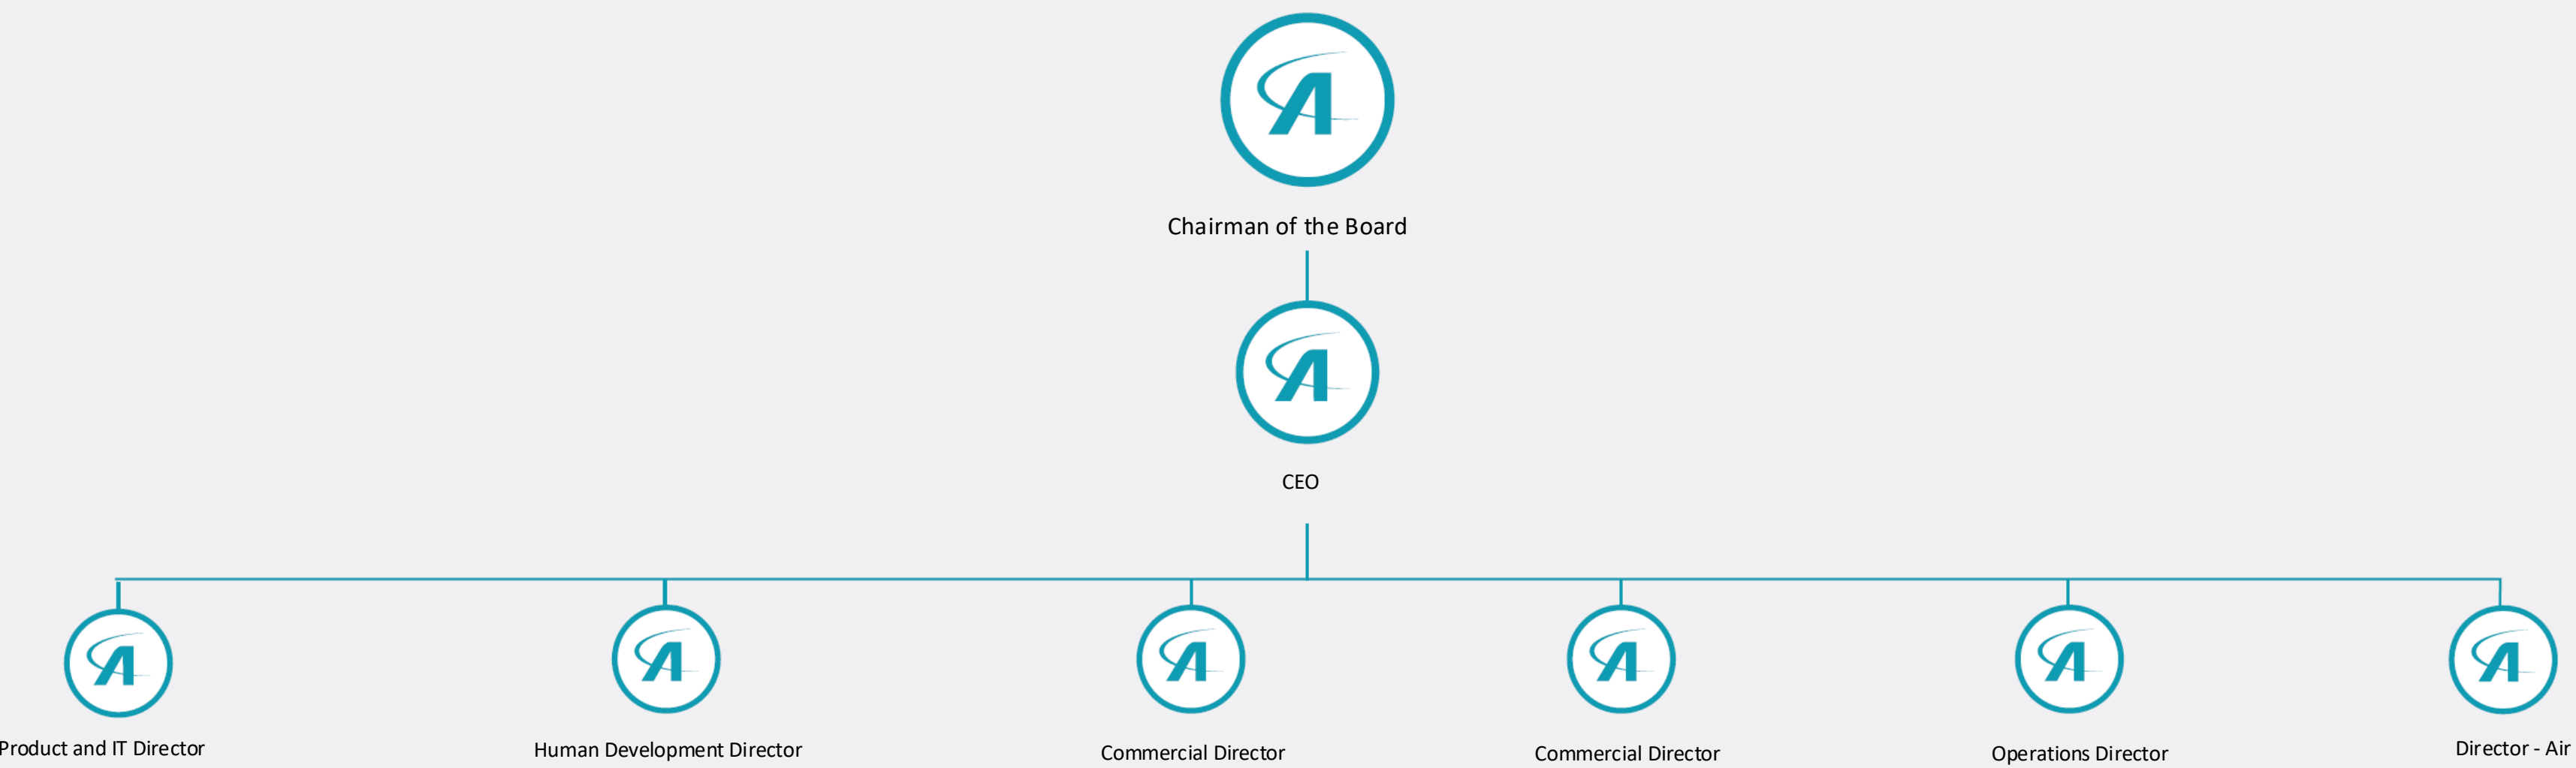 Chairman of the Board
CEO
Product and IT Director
Human Development Director
Commercial Director
Commercial Director
Operations Director
Director - Air